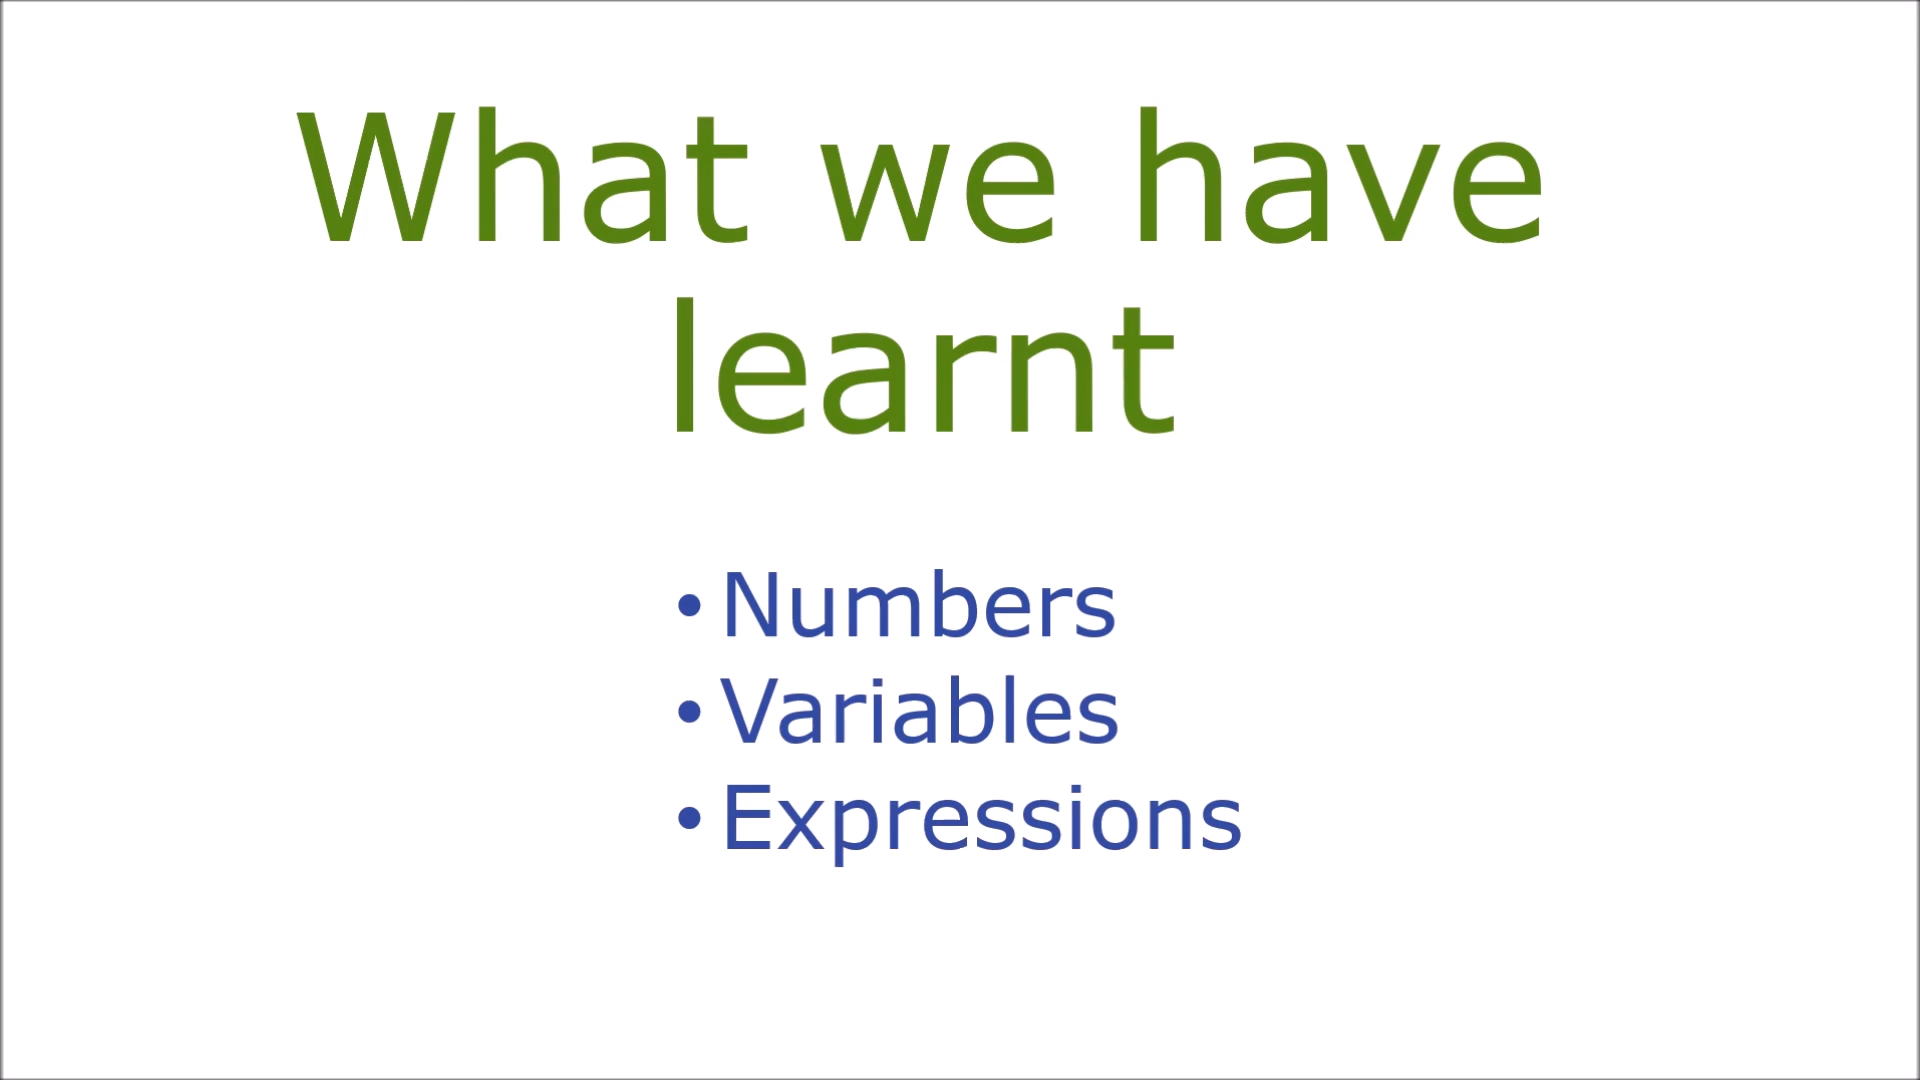 What we have
learnt
• Numbers
• Variables
• Expressions